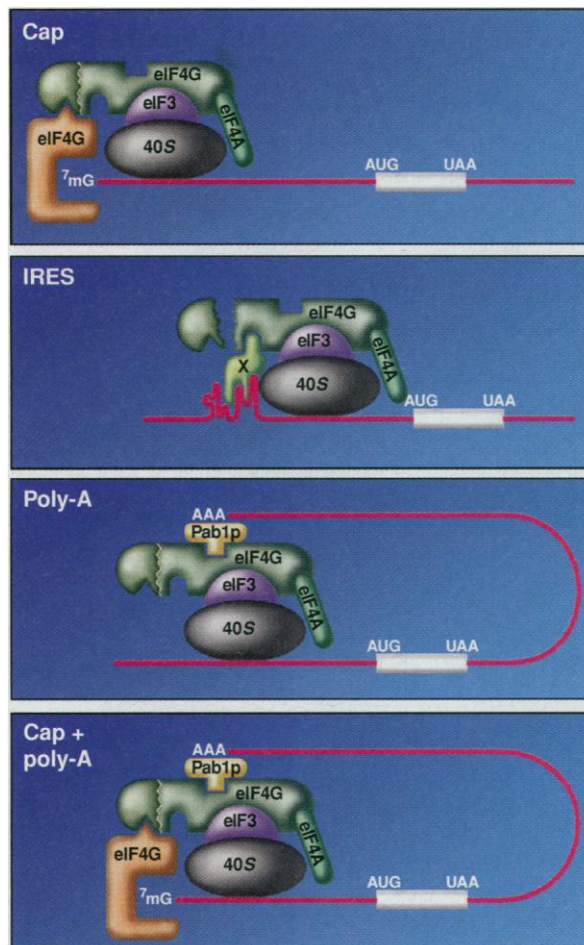 Cap
eIF4G
eIF3
eIF4G
eIF4A
40S
⁷mG
AUG UAA
IRES
eIF4G
eIF3
X
eIF4A
40S
AUG UAA
Poly-A
AAA
Pab1p
eIF4G
eIF3
eIF4A
40S
AUG UAA
Cap +
poly-A
AAA
Pab1p
eIF4G
eIF3
eIF4G
eIF4A
40S
⁷mG
AUG UAA